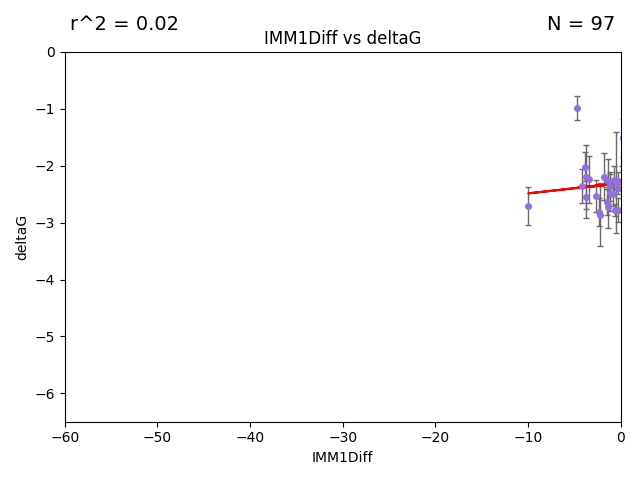 r^2 = 0.02
N = 97
IMM1Diff vs deltaG
0
−1
−2
−3
−4
−5
−6
deltaG
−60 −50 −40 −30 −20 −10 0
IMM1Diff